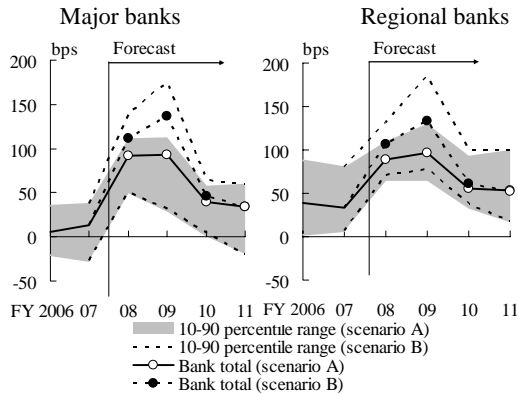 Major banks
Regional banks
bps
Forecast
bps
Forecast
200
150
100
50
0
-50
200
150
100
50
0
-50
FY 2006 07 08 09 10 11
FY 2006 07 08 09 10 11
10-90 percentile range (scenario A)
10-90 percentile range (scenario B)
Bank total (scenario A)
Bank total (scenario B)